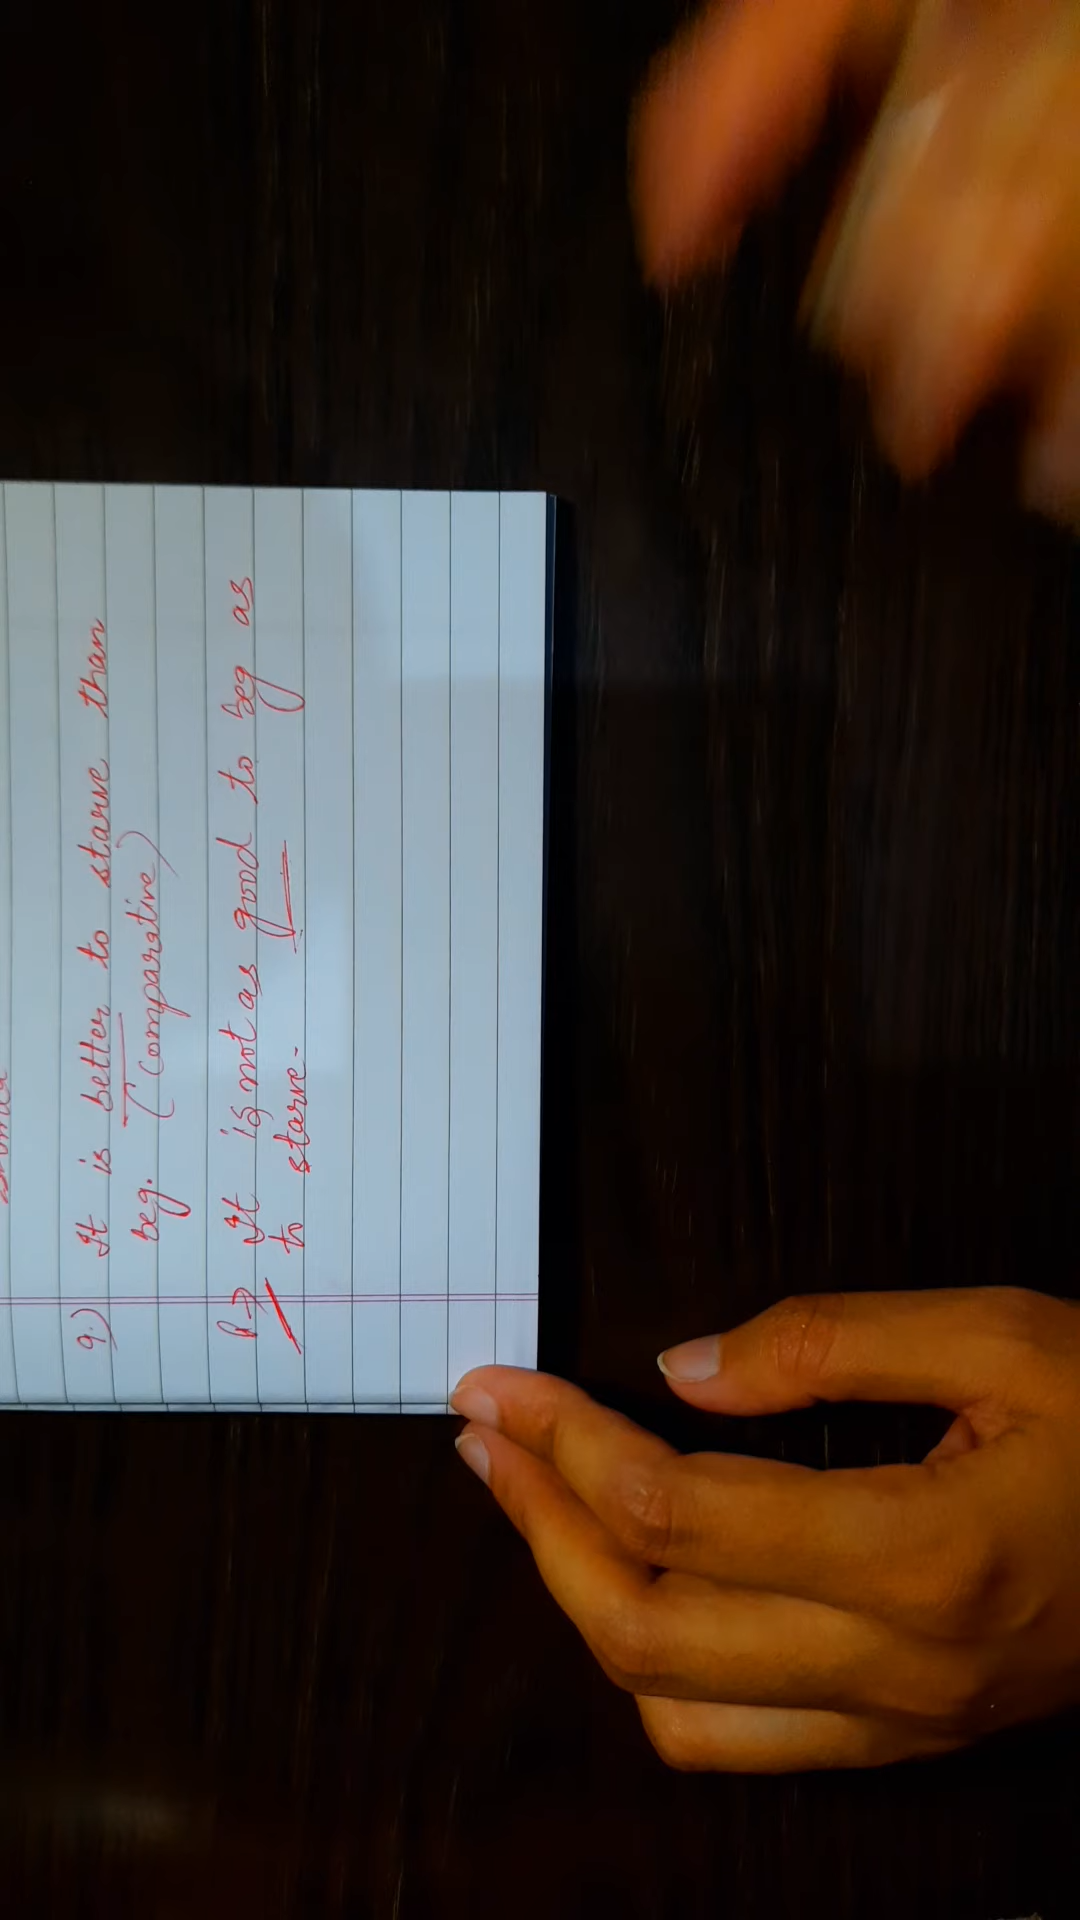 9.) It is better to starve than
beg. (Comparative)
P→ It is not as good to beg as
to starve.